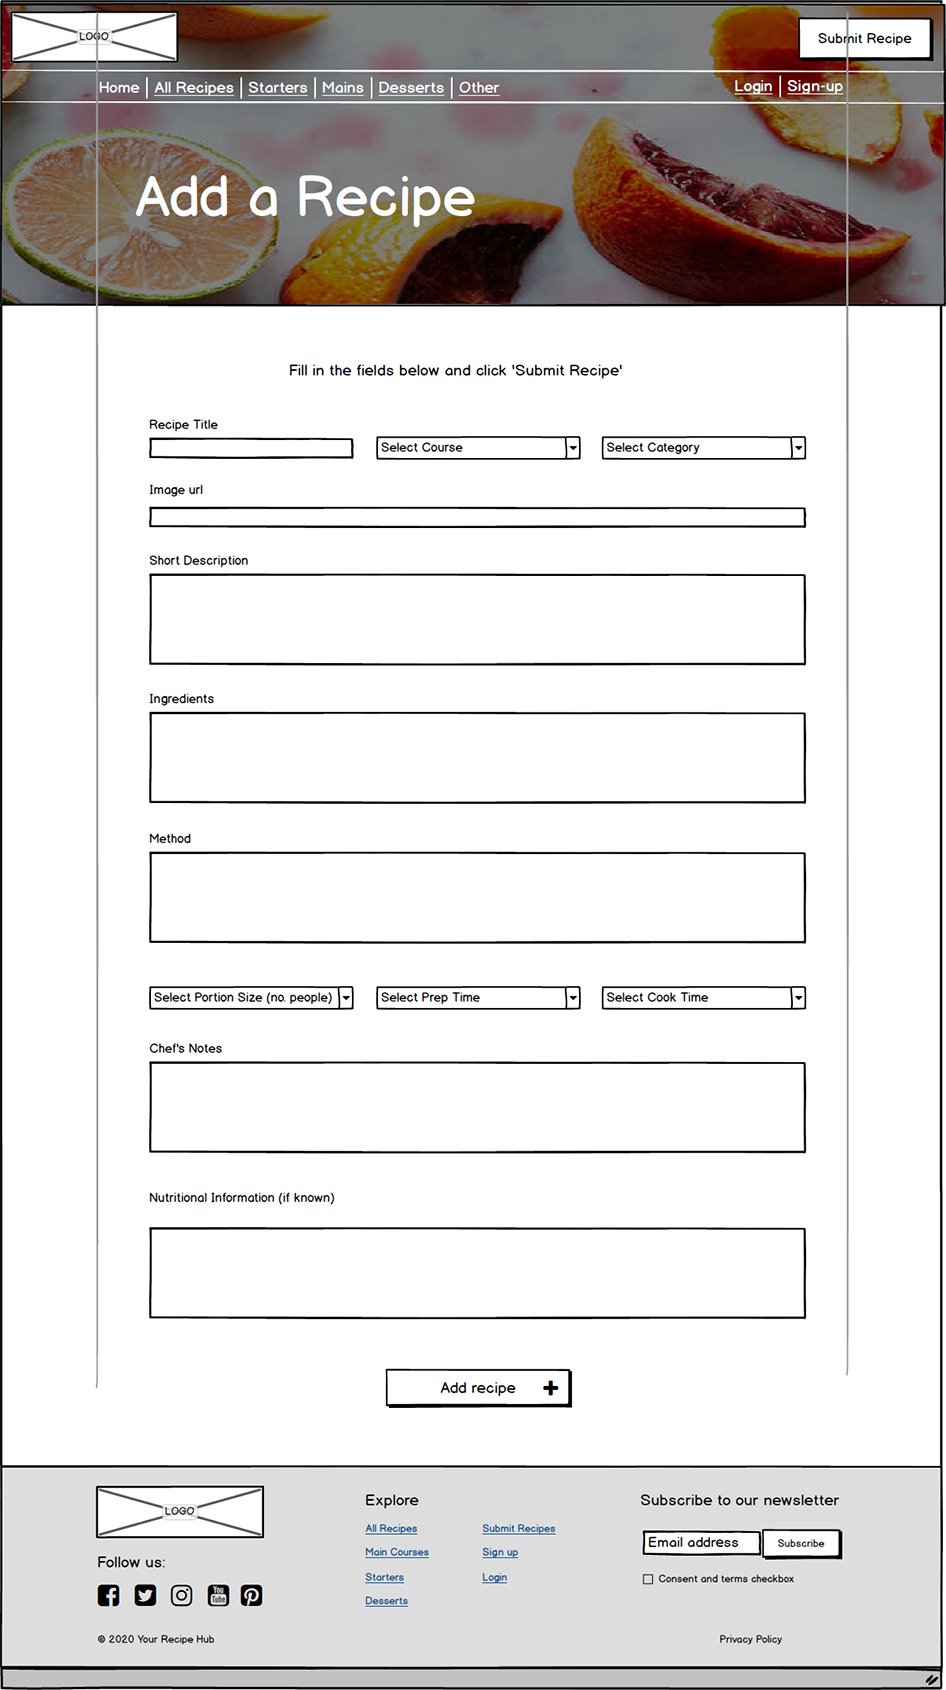 LOGO
Submit Recipe
Home All Recipes Starters Mains Desserts Other
Login Sign-up
Add a Recipe
Fill in the fields below and click 'Submit Recipe'
Recipe Title
Select Course
Select Category
Image url
Short Description
Ingredients
Method
Select Portion Size (no. people)
Select Prep Time
Select Cook Time
Chef's Notes
Nutritional Information (if known)
Add recipe
LOGO
Follow us:
You Tube
© 2020 Your Recipe Hub
Explore
All Recipes
Main Courses
Starters
Desserts
Submit Recipes
Sign up
Login
Subscribe to our newsletter
Email address
Subscribe
Consent and terms checkbox
Privacy Policy